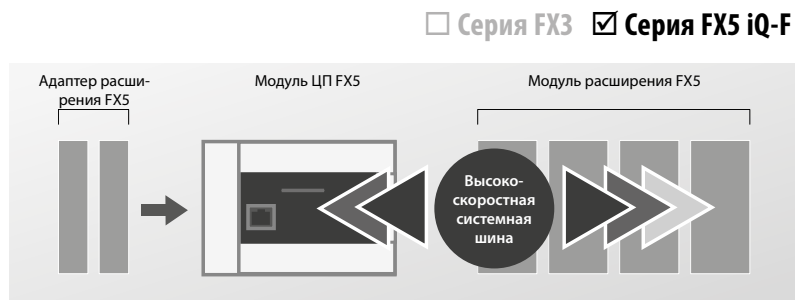 ☐ Серия FX3 ☑ Серия FX5 iQ-F
Адаптер расши-
рения FX5
Модуль ЦП FX5
Модуль расширения FX5
Высоко-
скоростная
системная
шина